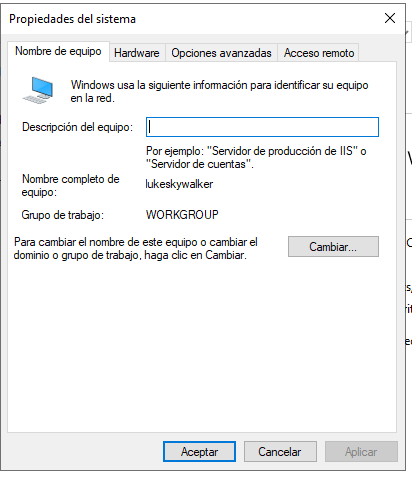 Propiedades del sistema
Nombre de equipo
Hardware
Opciones avanzadas
Acceso remoto
Windows usa la siguiente información para identificar su equipo
en la red.
Descripción del equipo:
Por ejemplo: "Servidor de producción de IIS" o
"Servidor de cuentas".
Nombre completo de
equipo:
lukeskywalker
Grupo de trabajo:
WORKGROUP
Para cambiar el nombre de este equipo o cambiar el
dominio o grupo de trabajo, haga clic en Cambiar.
Cambiar...
Aceptar
Cancelar
Aplicar